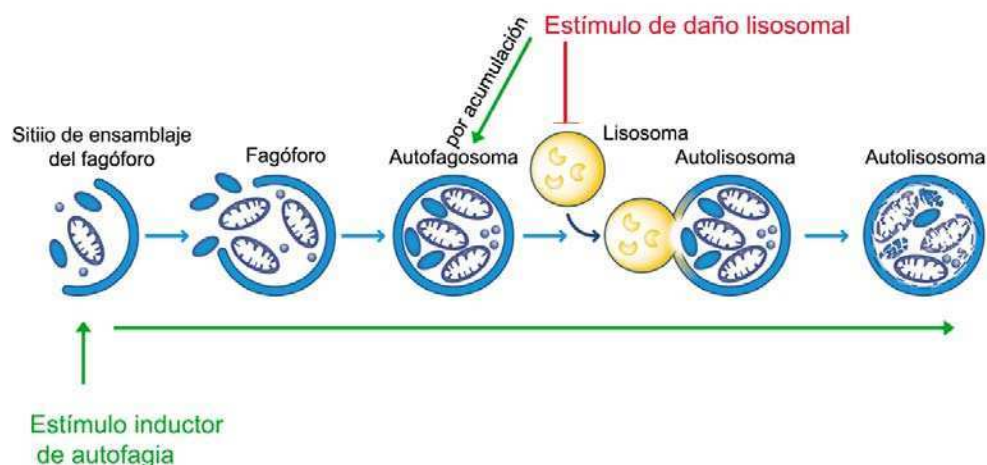 Estímulo de daño lisosomal
por acumulación
Sitiio de ensamblaje
del fagóforo
Fagóforo
Autofagosoma
Lisosoma
Autolisosoma
Autolisosoma
Estímulo inductor
de autofagia